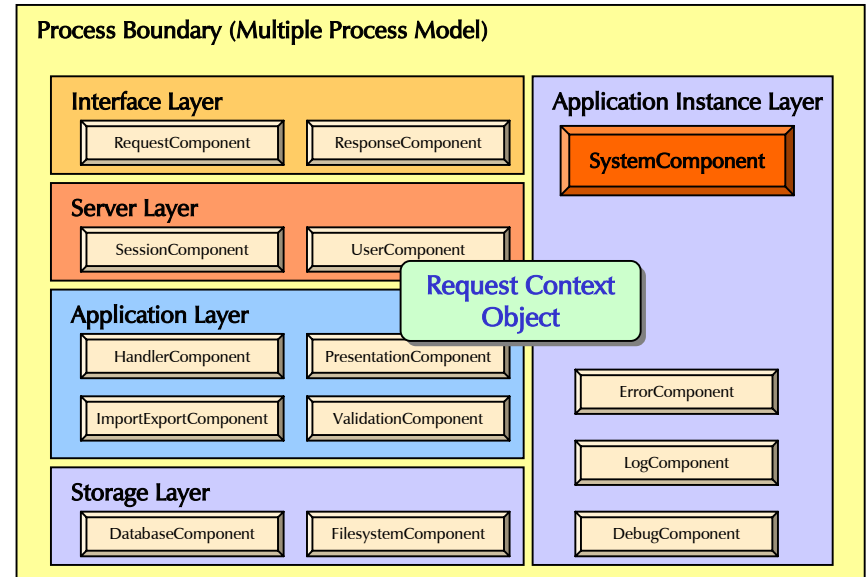 Process Boundary (Multiple Process Model)
Interface Layer
RequestComponent
ResponseComponent
Server Layer
SessionComponent
UserComponent
Application Layer
HandlerComponent
PresentationComponent
ImportExportComponent
ValidationComponent
Storage Layer
DatabaseComponent
FilesystemComponent
Request Context
Object
Application Instance Layer
SystemComponent
ErrorComponent
LogComponent
DebugComponent